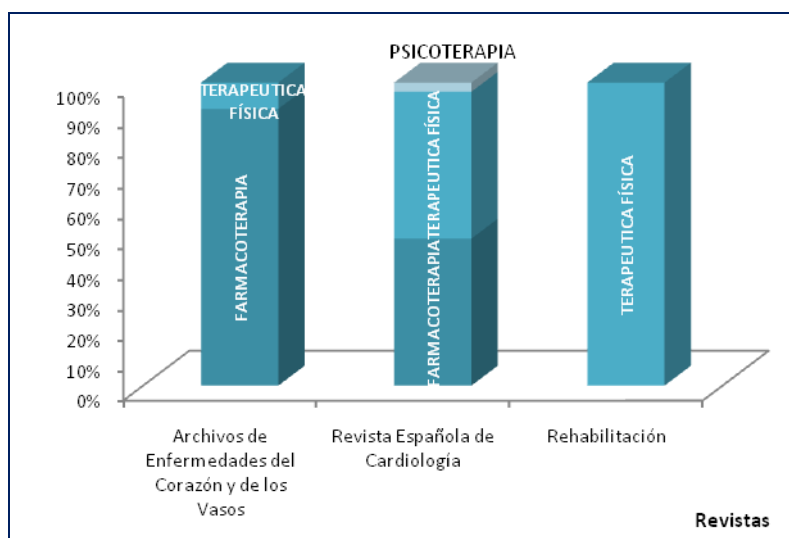 PSICOTERAPIA
TERAPEUTICA
FÍSICA
FARMACOTERAPIA
TERAPEUTICA FÍSICA
FARMACOTERAPIA
TERAPEUTICA FÍSICA
100%
90%
80%
70%
60%
50%
40%
30%
20%
10%
0%
Archivos de
Enfermedades del
Corazón y de los
Vasos
Revista Española de
Cardiología
Rehabilitación
Revistas